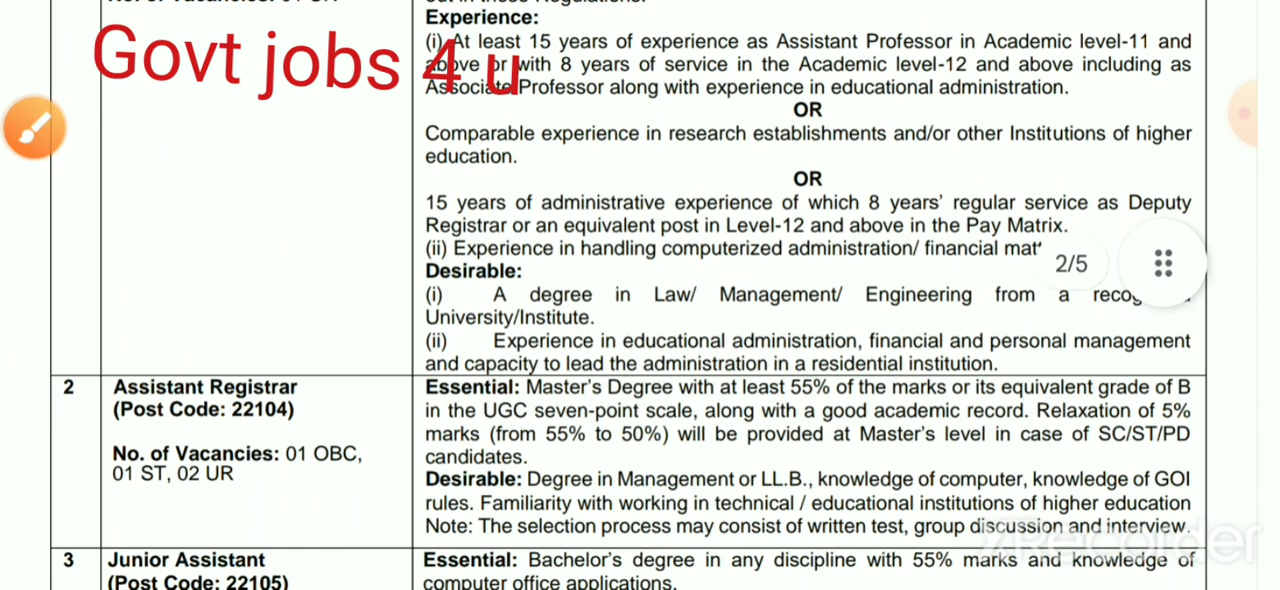 No. of Vacancies: 01 UR
out in these Regulations.
Experience:
(i) At least 15 years of experience as Assistant Professor in Academic level-11 and
above or with 8 years of service in the Academic level-12 and above including as
Associate Professor along with experience in educational administration.
OR
Comparable experience in research establishments and/or other Institutions of higher
education.
OR
15 years of administrative experience of which 8 years’ regular service as Deputy
Registrar or an equivalent post in Level-12 and above in the Pay Matrix.
(ii) Experience in handling computerized administration/ financial
Desirable:
(i) A degree in Law/ Management/ Engineering from a
University/Institute.
(ii) Experience in educational administration, financial and personal management
and capacity to lead the administration in a residential institution.
Govt jobs 4 u
2/5
2
Assistant Registrar
(Post Code: 22104)
No. of Vacancies: 01 OBC,
01 ST, 02 UR
Essential: Master’s Degree with at least 55% of the marks or its equivalent grade of B
in the UGC seven-point scale, along with a good academic record. Relaxation of 5%
marks (from 55% to 50%) will be provided at Master’s level in case of SC/ST/PD
candidates.
Desirable: Degree in Management or LL.B., knowledge of computer, knowledge of GOI
rules. Familiarity with working in technical / educational institutions of higher education
Note: The selection process may consist of written test, group discussion and interview.
3
Junior Assistant
(Post Code: 22105)
Essential: Bachelor’s degree in any discipline with 55% marks and knowledge of
computer office applications.
XRecorder